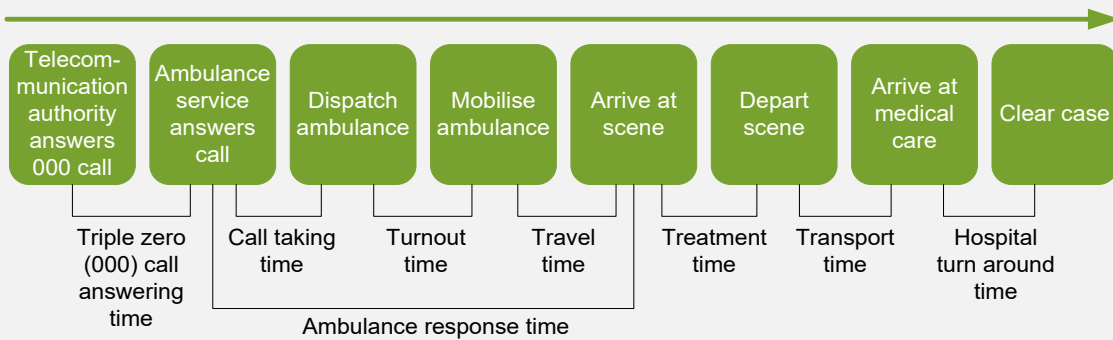 Telecom-
munication
authority
answers
000 call
Ambulance
service
answers
call
Dispatch
ambulance
Mobilise
ambulance
Arrive at
scene
Depart
scene
Arrive at
medical
care
Clear case
Triple zero
(000) call
answering
time
Call taking
time
Turnout
time
Travel
time
Treatment
time
Transport
time
Hospital
turn around
time
Ambulance response time